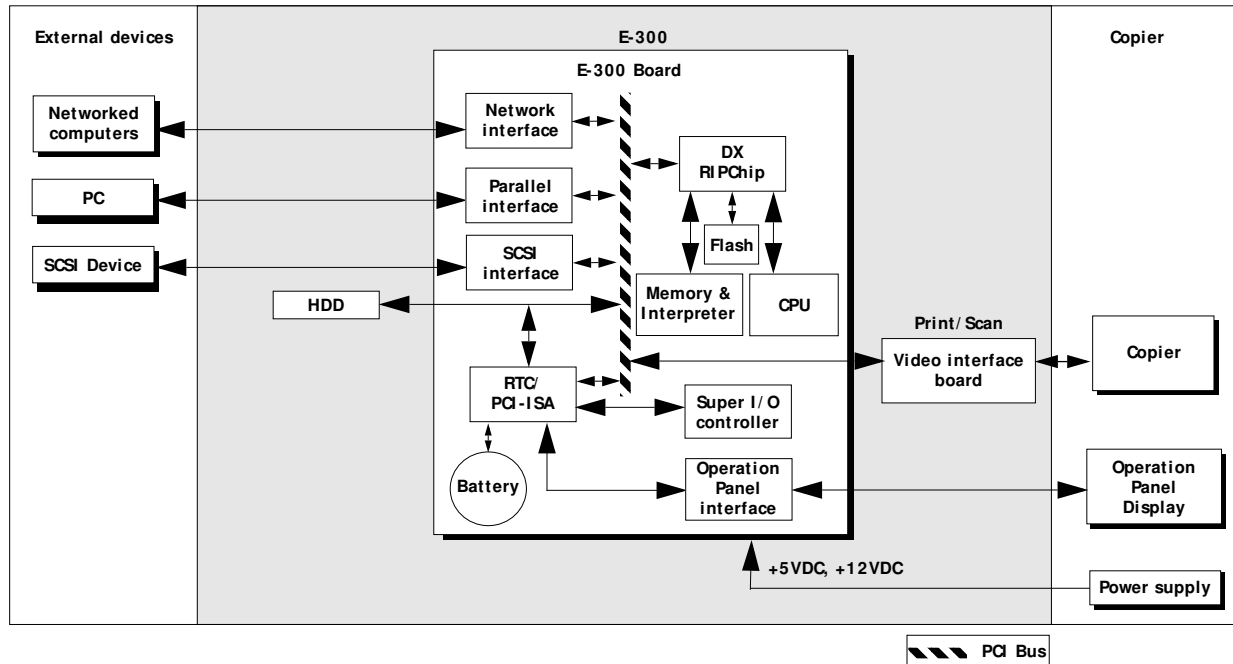 External devices
E-300
Copier
E-300 Board
Networked
computers
Network
interface
DX
RIPChip
PC
Parallel
interface
Flash
SCSI Device
SCSI
interface
HDD
Memory &
Interpreter
CPU
Print/Scan
Video interface
board
Copier
RTC/
PCI-ISA
Super I/O
controller
Battery
Operation
Panel
interface
Operation
Panel
Display
+5VDC, +12VDC
Power supply
PCI Bus